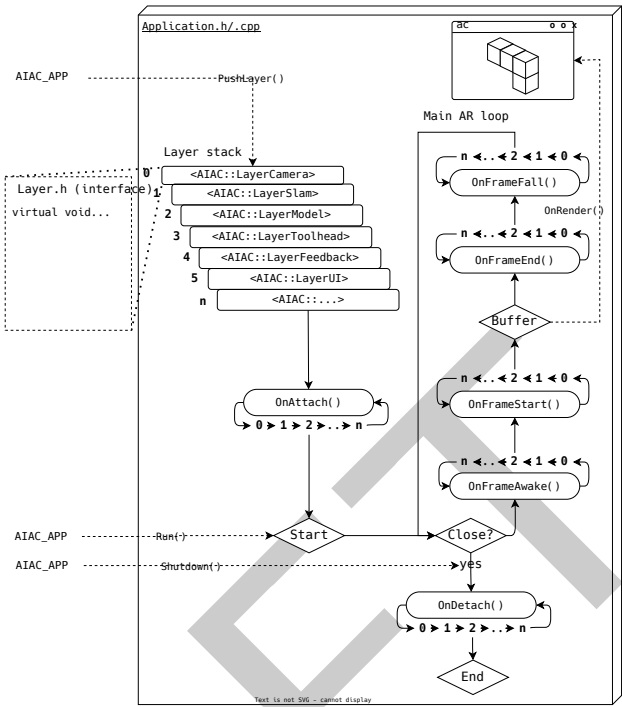 Application.h/.cpp
ac o o x
AIAC_APP
PushLayer()
Main AR loop
Layer stack
0 <AIAC::LayerCamera>
1 <AIAC::LayerSlam>
2 <AIAC::LayerModel>
3 <AIAC::LayerToolhead>
4 <AIAC::LayerFeedback>
5 <AIAC::LayerUI>
n <AIAC::...>
Layer.h (interface)
virtual void...
n .. 2 1 0
OnFrameFall()
OnRender()
n .. 2 1 0
OnFrameEnd()
Buffer
n .. 2 1 0
OnFrameStart()
n .. 2 1 0
OnFrameAwake()
OnAttach()
0 1 2 .. n
AIAC_APP
Run()
Start
Close?
AIAC_APP
Shutdown()
yes
OnDetach()
0 1 2 .. n
End
Text is not SVG - cannot display